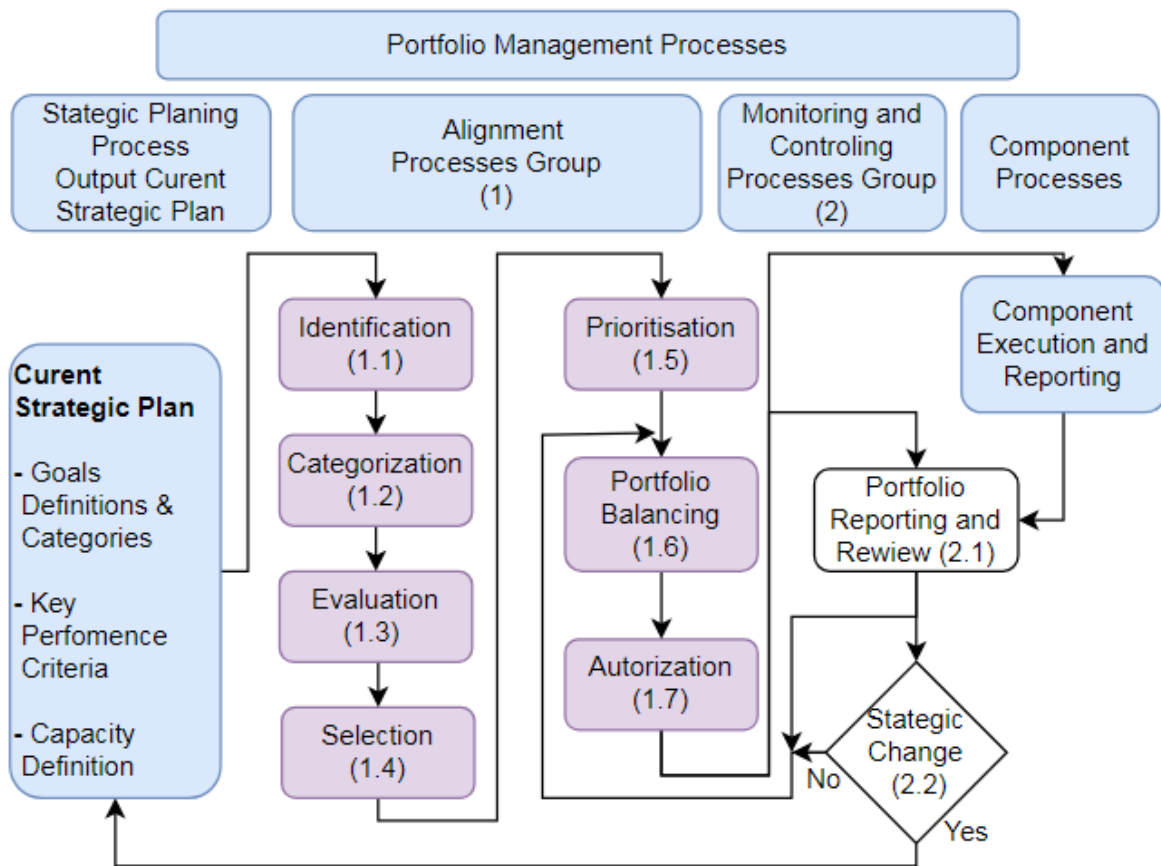 Portfolio Management Processes
Stategic Planing
Process
Output Curent
Strategic Plan
Alignment
Processes Group
(1)
Monitoring and
Controling
Processes Group
(2)
Component
Processes
Curent
Strategic Plan
- Goals
Definitions &
Categories
- Key
Perfomence
Criteria
- Capacity
Definition
Identification
(1.1)
Categorization
(1.2)
Evaluation
(1.3)
Selection
(1.4)
Prioritisation
(1.5)
Portfolio
Balancing
(1.6)
Autorization
(1.7)
Component
Execution and
Reporting
Portfolio
Reporting and
Rewiew (2.1)
Stategic
Change
(2.2)
No
Yes